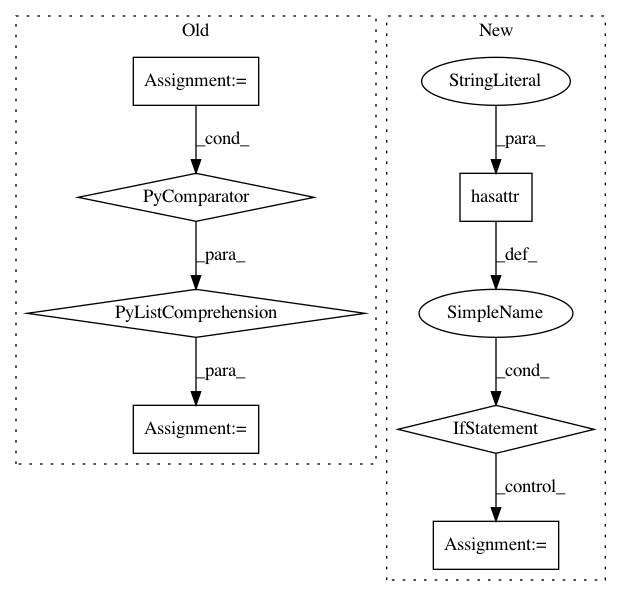 Old
Assignment:=
_cond_
PyComparator
_para_
PyListComprehension
_para_
Assignment:=
New
StringLiteral
_para_
hasattr
_def_
SimpleName
_cond_
IfStatement
_control_
Assignment:=